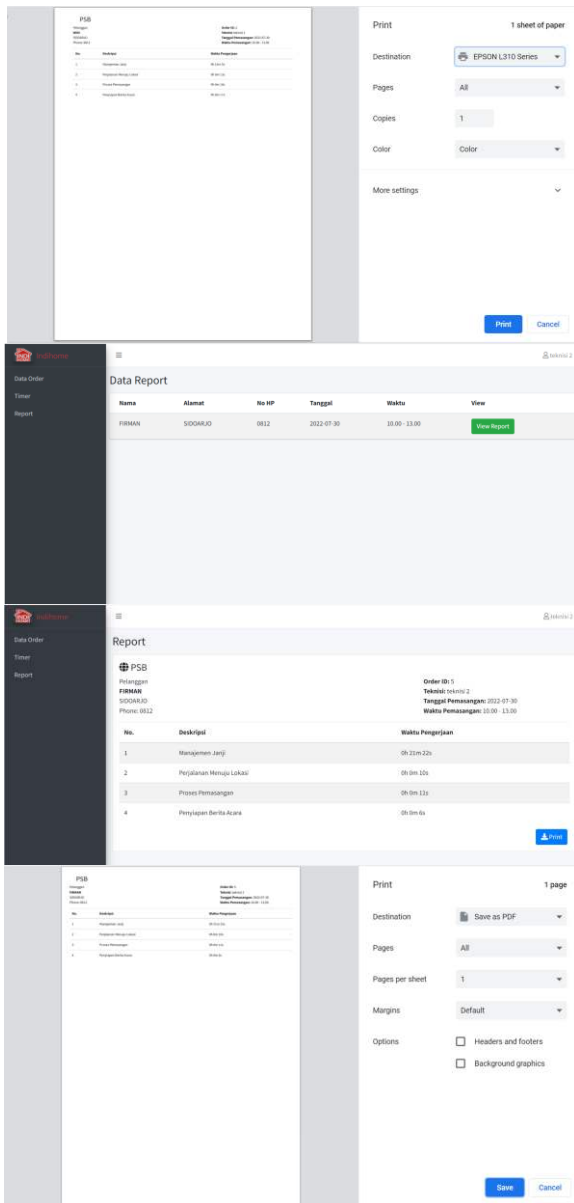 PSB
Print
1 sheet of paper
Destination
EPSON L310 Series
Pages
All
Copies
1
Color
Color
More settings
Print
Cancel
indihome
teknisi 2
Data Order
Timer
Report
Data Report
Nama Alamat No HP Tanggal Waktu View
FIRMAN SIDOARJO 0812 2022-07-30 10.00 - 13.00 View Report
indihome
teknisi 2
Data Order
Timer
Report
Report
PSB
Pelanggan
FIRMAN
SIDOARJO
Phone: 0812
Order ID: 5
Teknisi: teknisi 2
Tanggal Pemasangan: 2022-07-30
Waktu Pemasangan: 10.00 - 13.00
No. Deskripsi Waktu Pengerjaan
1 Manajemen Janji 0h 21m 22s
2 Perjalanan Menuju Lokasi 0h 0m 10s
3 Proses Pemasangan
4 Penyiapan Berita Acara 0h 0m 6s
Print
PSB
Print
1 page
Destination
Save as PDF
Pages
All
Pages per sheet
1
Margins
Default
Options
Headers and footers
Background graphics
Save
Cancel